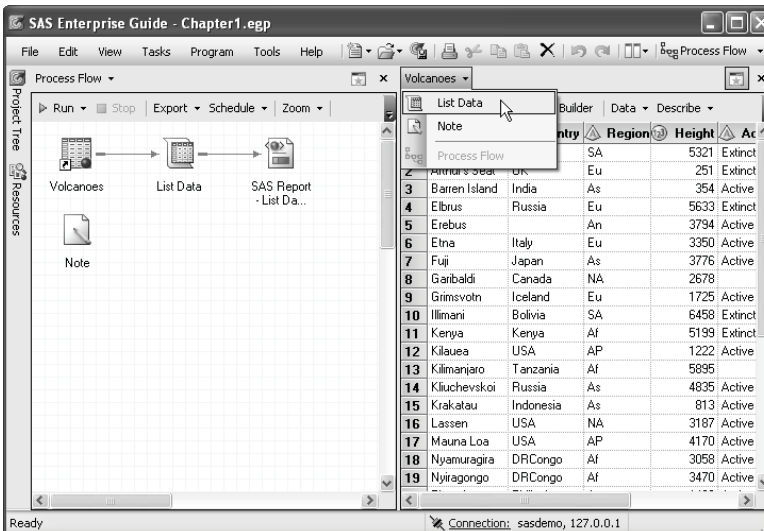 SAS Enterprise Guide - Chapter1.egp
File Edit View Tasks Program Tools Help Process Flow
Project Tree
Resources
Process Flow
Run Stop Export Schedule Zoom
Volcanoes List Data SAS Report
- List Da...
Note
Volcanoes
List Data Builder Data Describe
Note
Process Flow
Region Height
SA 5321 Extinct
2 Arthur's Seat UK Eu 251 Extinct
3 Barren Island India As 354 Active
4 Elbrus Russia Eu 5633 Extinct
5 Erebus An 3794 Active
6 Etna Italy Eu 3350 Active
7 Fuji Japan As 3776 Active
8 Garibaldi Canada NA 2678
9 Grimsvotn Iceland Eu 1725 Active
10 Illimani Bolivia SA 6458 Extinct
11 Kenya Kenya Af 5199 Extinct
12 Kilauea USA AP 1222 Active
13 Kilimanjaro Tanzania Af 5895
14 Kliuchevskoi Russia As 4835 Active
15 Krakatau Indonesia As 813 Active
16 Lassen USA NA 3187 Active
17 Mauna Loa USA AP 4170 Active
18 Nyamuragira DRCongo Af 3058 Active
19 Nyiragongo DRCongo Af 3470 Active
Ready Connection: sasdemo, 127.0.0.1